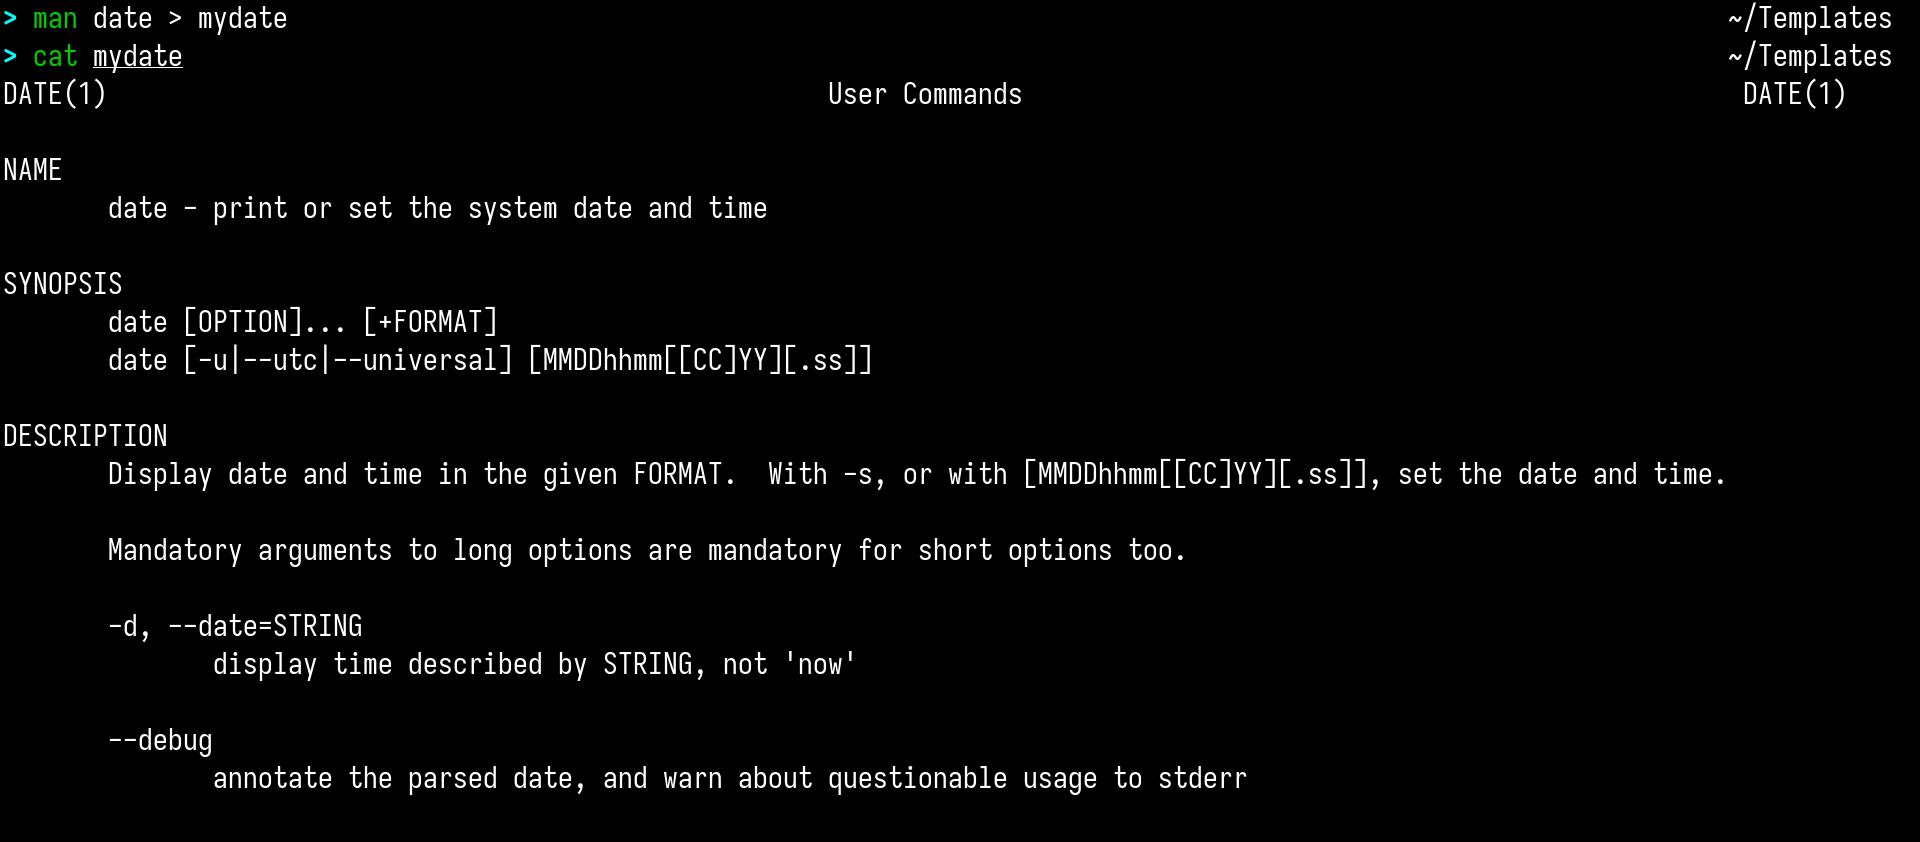 > man date > mydate ~/Templates
> cat mydate ~/Templates
DATE(1) User Commands DATE(1)
NAME
date - print or set the system date and time
SYNOPSIS
date [OPTION]... [+FORMAT]
date [-u|--utc|--universal] [MMDDhhmm[[CC]YY][.ss]]
DESCRIPTION
Display date and time in the given FORMAT.  With -s, or with [MMDDhhmm[[CC]YY][.ss]], set the date and time.
Mandatory arguments to long options are mandatory for short options too.
-d, --date=STRING
display time described by STRING, not 'now'
--debug
annotate the parsed date, and warn about questionable usage to stderr